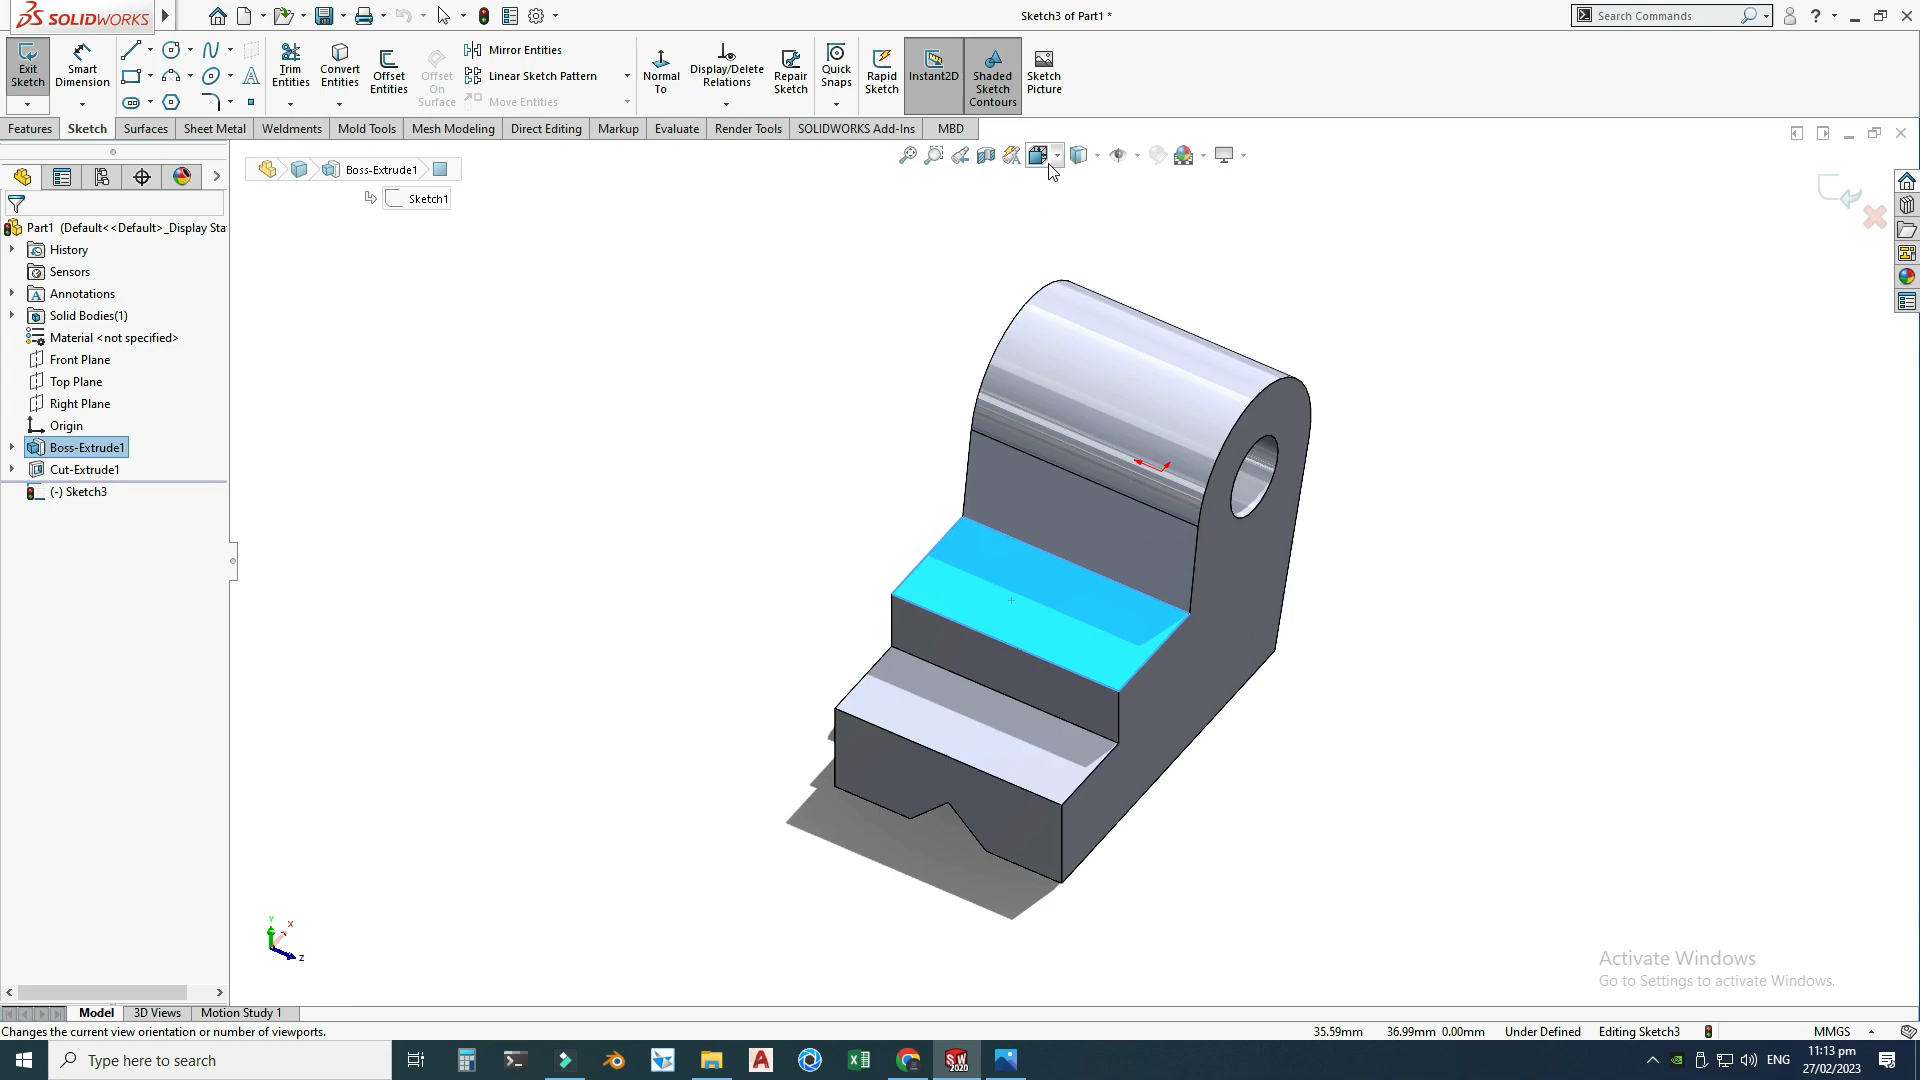 SOLIDWORKS
Sketch3 of Part1 *
Search Commands
Exit Sketch
Smart Dimension
Trim Entities
Convert Entities
Offset Entities
Offset On Surface
Mirror Entities
Linear Sketch Pattern
Move Entities
Normal To
Display/Delete Relations
Repair Sketch
Quick Snaps
Rapid Sketch
Instant2D
Shaded Sketch Contours
Sketch Picture
Features
Sketch
Surfaces
Sheet Metal
Weldments
Mold Tools
Mesh Modeling
Direct Editing
Markup
Evaluate
Render Tools
SOLIDWORKS Add-Ins
MBD
Boss-Extrude1
Sketch1
Part1 (Default<<Default>_Display Sta
History
Sensors
Annotations
Solid Bodies(1)
Material <not specified>
Front Plane
Top Plane
Right Plane
Origin
Boss-Extrude1
Cut-Extrude1
(-) Sketch3
Y
X
Z
Activate Windows
Go to Settings to activate Windows.
Model
3D Views
Motion Study 1
Changes the current view orientation or number of viewports.
35.59mm
36.99mm 0.00mm
Under Defined
Editing Sketch3
MMGS
Type here to search
SW
2020
ENG
11:13 pm
27/02/2023